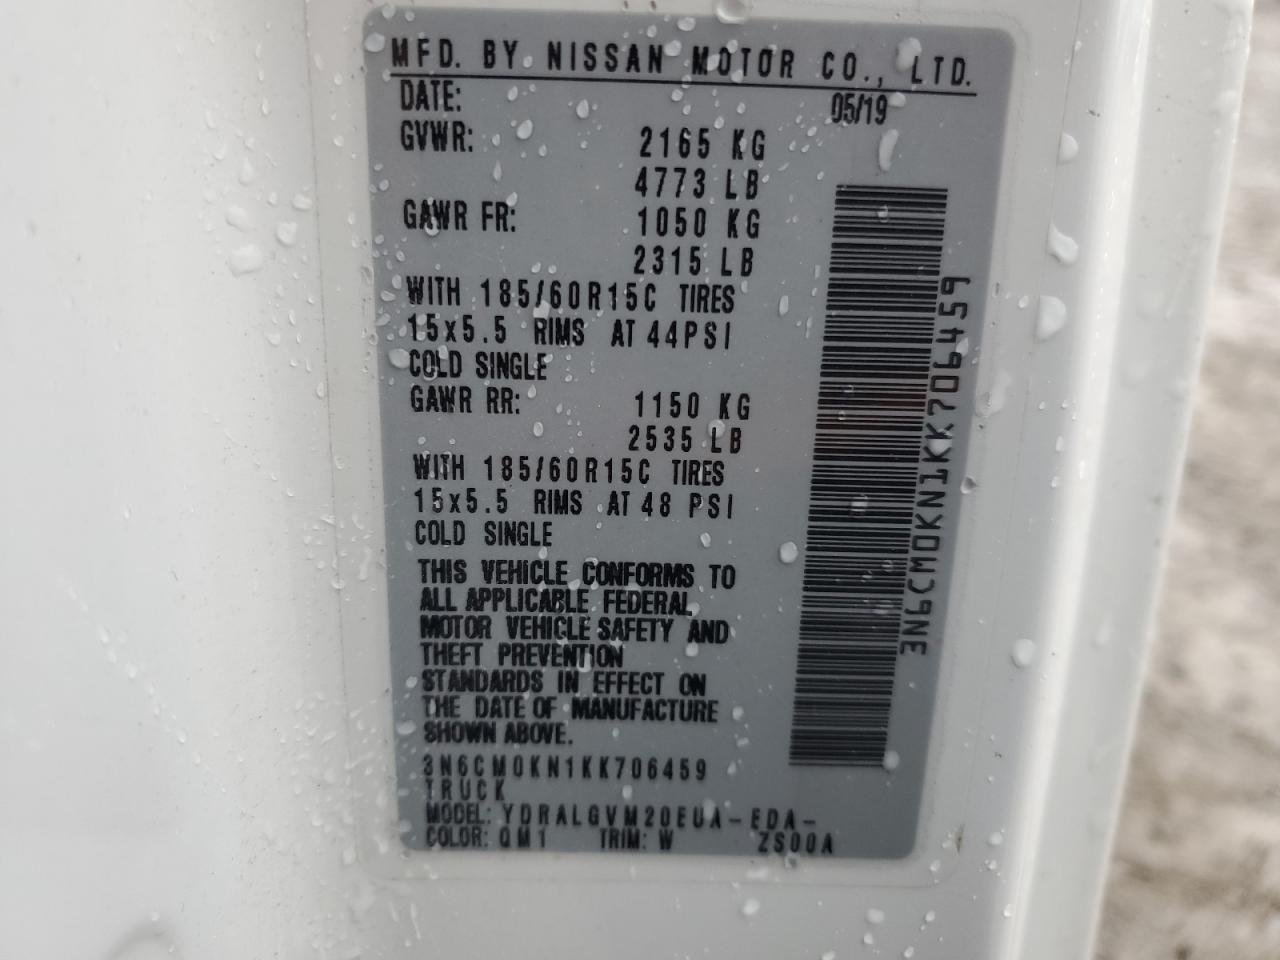 MFD. BY NISSAN MOTOR CO., LTD.
DATE: 05/19
GVWR: 2165 KG
4773 LB
GAWR FR: 1050 KG
2315 LB
WITH 185/60R15C TIRES
15x5.5 RIMS AT 44PSI
COLD SINGLE
GAWR RR: 1150 KG
2535 LB
WITH 185/60R15C TIRES
15x5.5 RIMS AT 48 PSI
COLD SINGLE
THIS VEHICLE CONFORMS TO
ALL APPLICABLE FEDERAL
MOTOR VEHICLE SAFETY AND
THEFT PREVENTION
STANDARDS IN EFFECT ON
THE DATE OF MANUFACTURE
SHOWN ABOVE.
3N6CM0KN1KK706459
TRUCK
MODEL: YDRALGVM20EUA-EDA-
COLOR: QM1 TRIM: W ZS00A
3N6CM0KN1KK706459